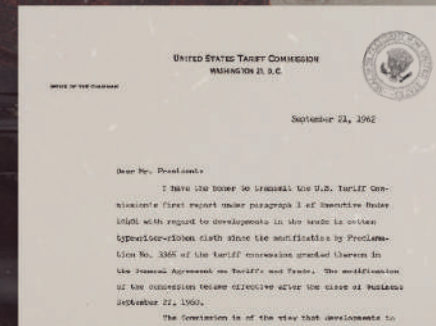 UNITED STATES TARIFF COMMISSION
WASHINGTON 25, D. C.
OFFICE OF THE CHAIRMAN
September 21, 1962
Dear Mr. President:
I have the honor to transmit the U.S. Tariff Com-
mission's first report under paragraph 1 of Executive Order
with regard to developments in the trade in cotton
typewriter-ribbon cloth since the modification by Proclama-
tion No. 3365 of the tariff concession granted thereon in
the General Agreement on Tariffs and Trade. The modification
of the concession became effective after the close of business
September 22, 1960.
The Commission is of the view that developments to